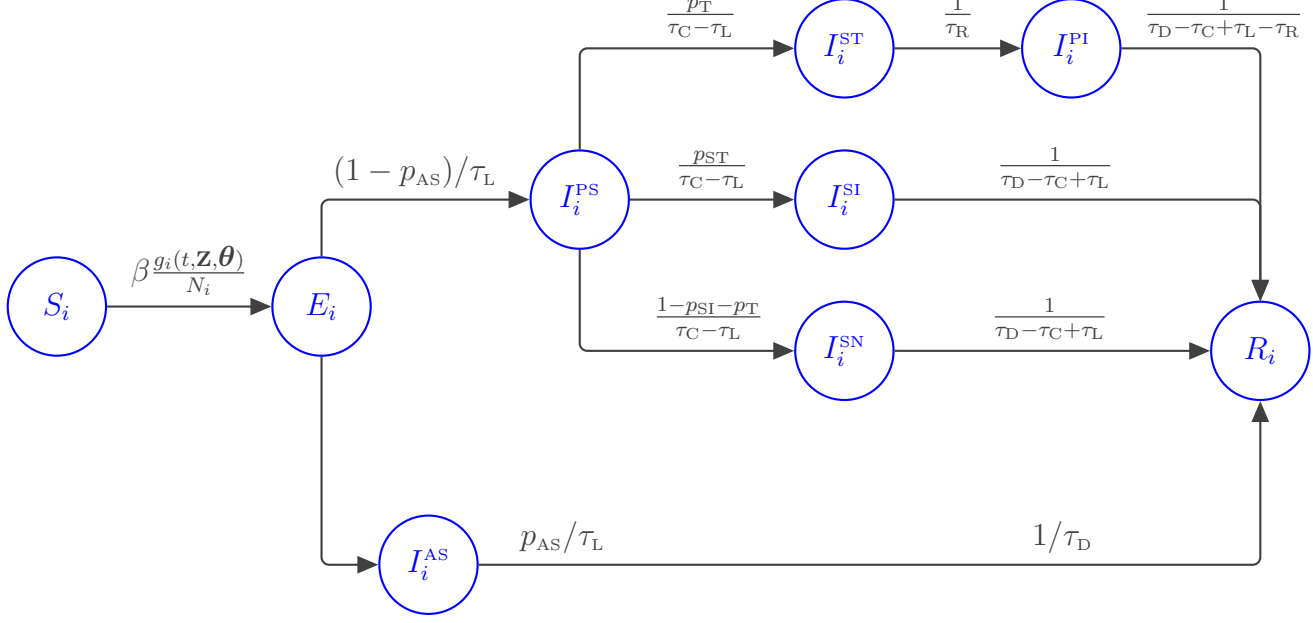 p_T / τ_C−τ_L
1 / τ_R
1 / τ_D−τ_C+τ_L−τ_R
I_i^ST
I_i^PI
(1 − p_AS)/τ_L
p_ST / τ_C−τ_L
1 / τ_D−τ_C+τ_L
I_i^PS
I_i^SI
β g_i(t,Z,θ) / N_i
S_i
E_i
1−p_SI−p_T / τ_C−τ_L
1 / τ_D−τ_C+τ_L
I_i^SN
R_i
p_AS/τ_L
1/τ_D
I_i^AS